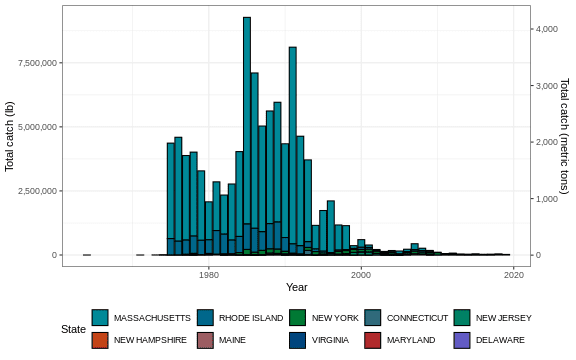 Total catch (lb)
7,500,000
5,000,000
2,500,000
0
4,000
3,000
2,000
1,000
0
Total catch (metric tons)
1980
2000
2020
Year
State
MASSACHUSETTS
RHODE ISLAND
NEW YORK
CONNECTICUT
NEW JERSEY
NEW HAMPSHIRE
MAINE
VIRGINIA
MARYLAND
DELAWARE